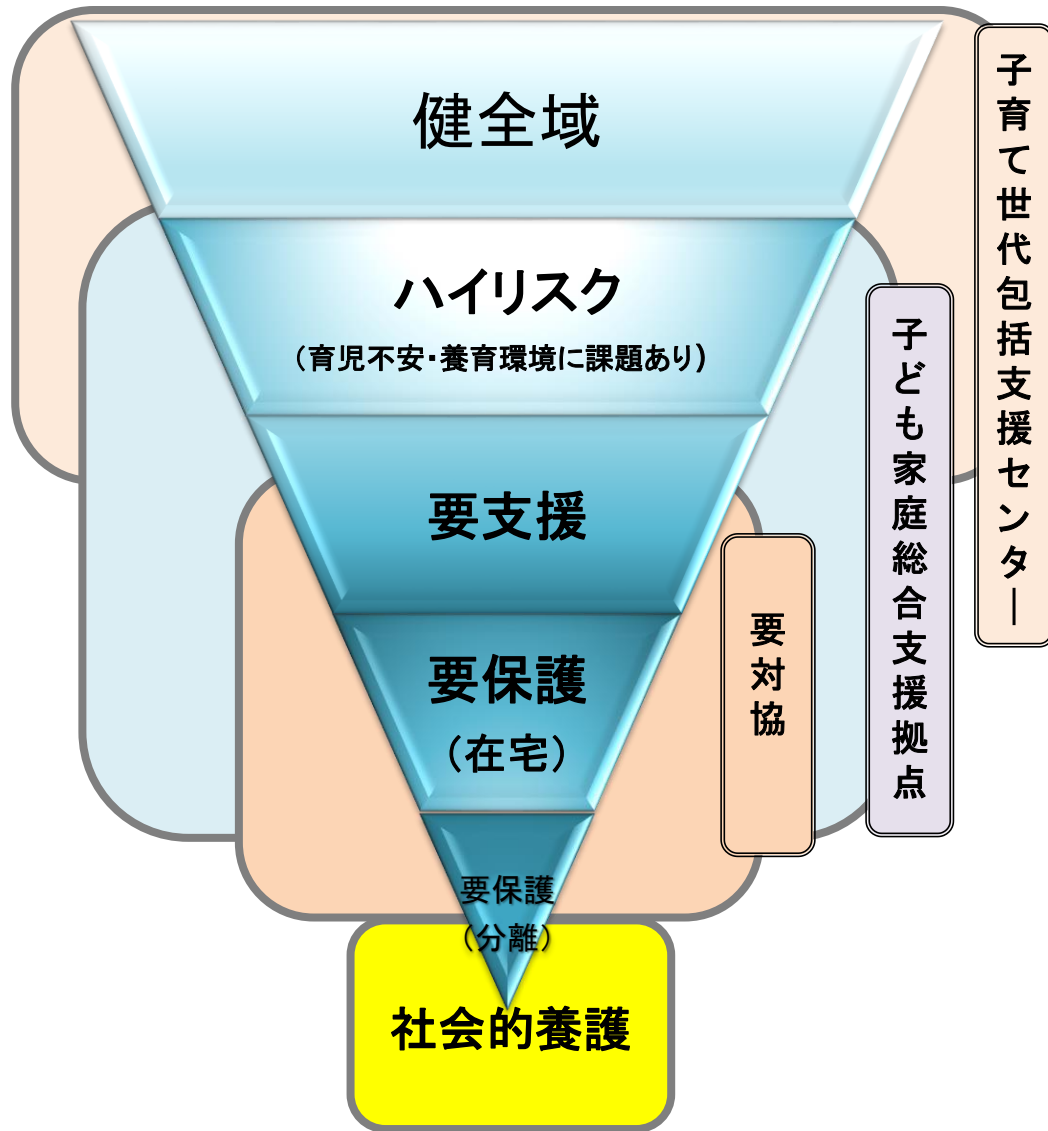 健全域
ハイリスク
（育児不安・養育環境に課題あり）
要支援
要保護
（在宅）
要保護
（分離）
社会的養護
要対協
子ども家庭総合支援拠点
子育て世代包括支援センター